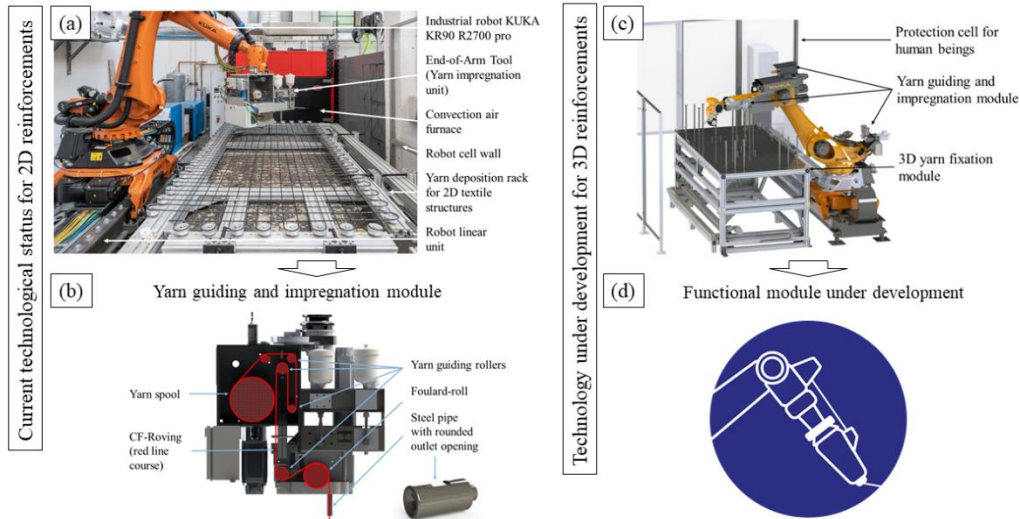 Current technological status for 2D reinforcements
(a)
KUKA
Industrial robot KUKA
KR90 R2700 pro
End-of-Arm Tool
(Yarn impregnation
unit)
Convection air
furnace
Robot cell wall
Yarn deposition rack
for 2D textile
structures
Robot linear
unit
(b)
Yarn guiding and impregnation module
Yarn spool
CF-Roving
(red line
course)
Yarn guiding rollers
Foulard-roll
Steel pipe
with rounded
outlet opening
Technology under development for 3D reinforcements
(c)
Protection cell for
human beings
Yarn guiding and
impregnation module
3D yarn fixation
module
(d)
Functional module under development